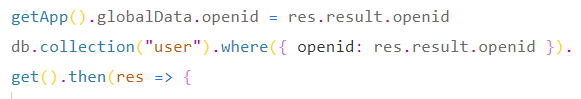 getApp().globalData.openid = res.result.openid
db.collection("user").where({ openid: res.result.openid }).
get().then(res => {